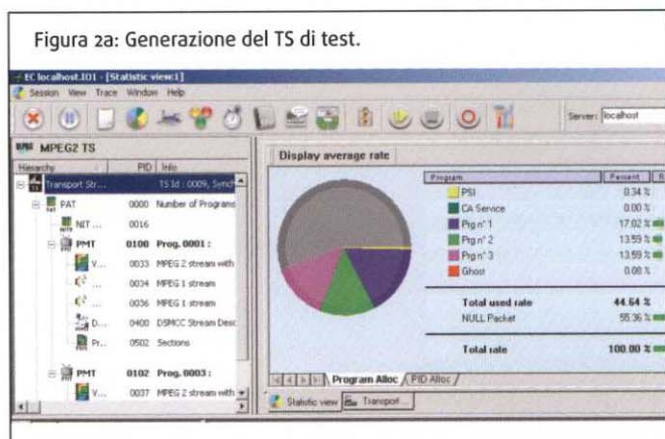 Figura 2a: Generazione del TS di test.
EC localhost.IO1 - [Statistic view:1]
Session View Trace Window Help
Server: localhost
MPEG2 TS
Hierarchy PID Info
Transport Str... TS Id : 0009, Synch
PAT 0000 Number of Programs
NIT ... 0016
PMT 0100 Prog. 0001 :
V... 0033 MPEG 2 stream with
... 0034 MPEG 1 stream
... 0036 MPEG 1 stream
D... 0400 DSMCC Stream Desc
Pr... 0502 Sections
PMT 0102 Prog. 0003 :
V... 0037 MPEG 2 stream with
Display average rate
Program Percent R
PSI 0.34 %
CA Service 0.00 %
Prg n° 1 17.02 %
Prg n° 2 13.59 %
Prg n° 3 13.59 %
Ghost 0.08 %
Total used rate 44.64 %
NULL Packet 55.36 %
Total rate 100.00 %
Program Alloc PID Alloc
Statistic view Transport ...